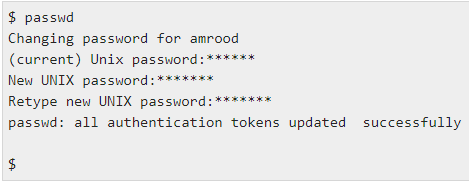 $ passwd
Changing password for amrood
(current) Unix password:******
New UNIX password:*******
Retype new UNIX password:*******
passwd: all authentication tokens updated  successfully
$